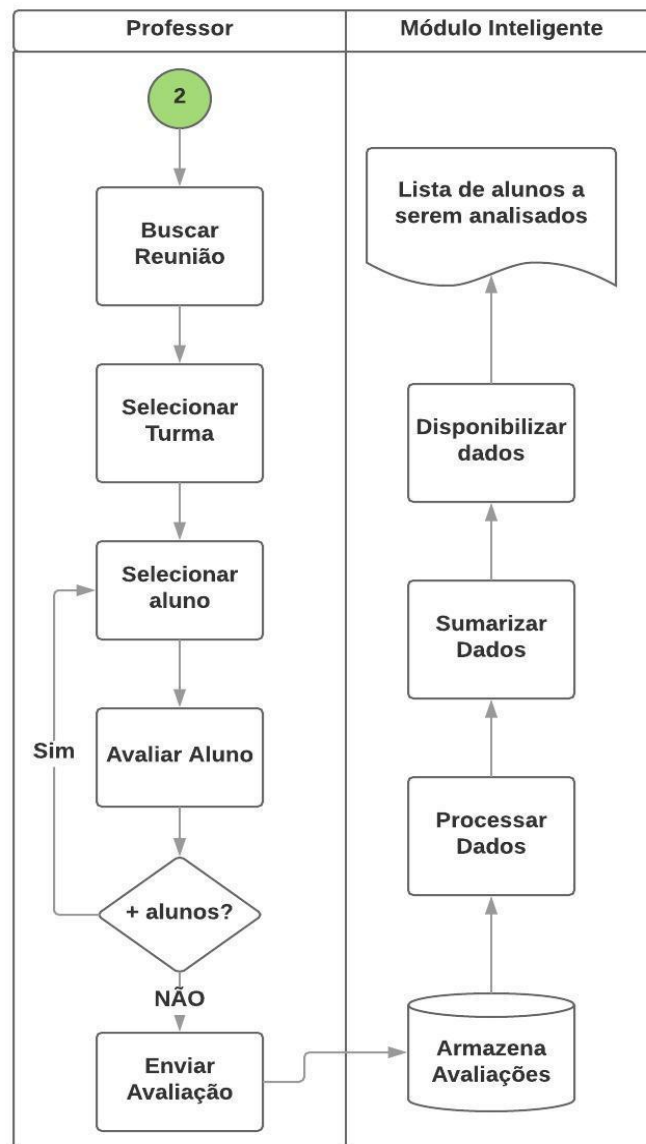 Professor
Módulo Inteligente
2
Buscar
Reunião
Selecionar
Turma
Selecionar
aluno
Avaliar Aluno
Sim
+ alunos?
NÃO
Enviar
Avaliação
Armazena
Avaliações
Processar
Dados
Sumarizar
Dados
Disponibilizar
dados
Lista de alunos a
serem analisados